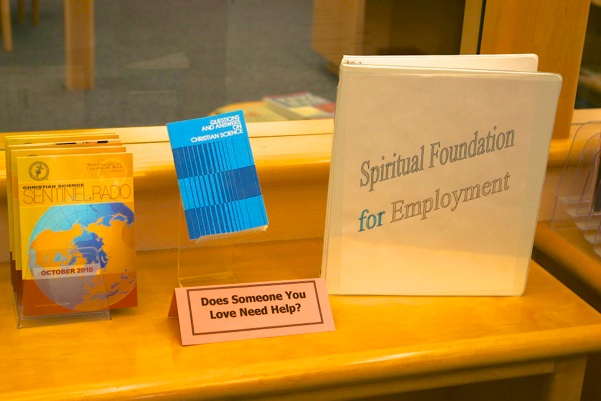 CHRISTIAN SCIENCE
SENTINEL RADIO
OCTOBER 2010
QUESTIONS
AND ANSWERS
ON
CHRISTIAN SCIENCE
Spiritual Foundation
for Employment
Does Someone You
Love Need Help?